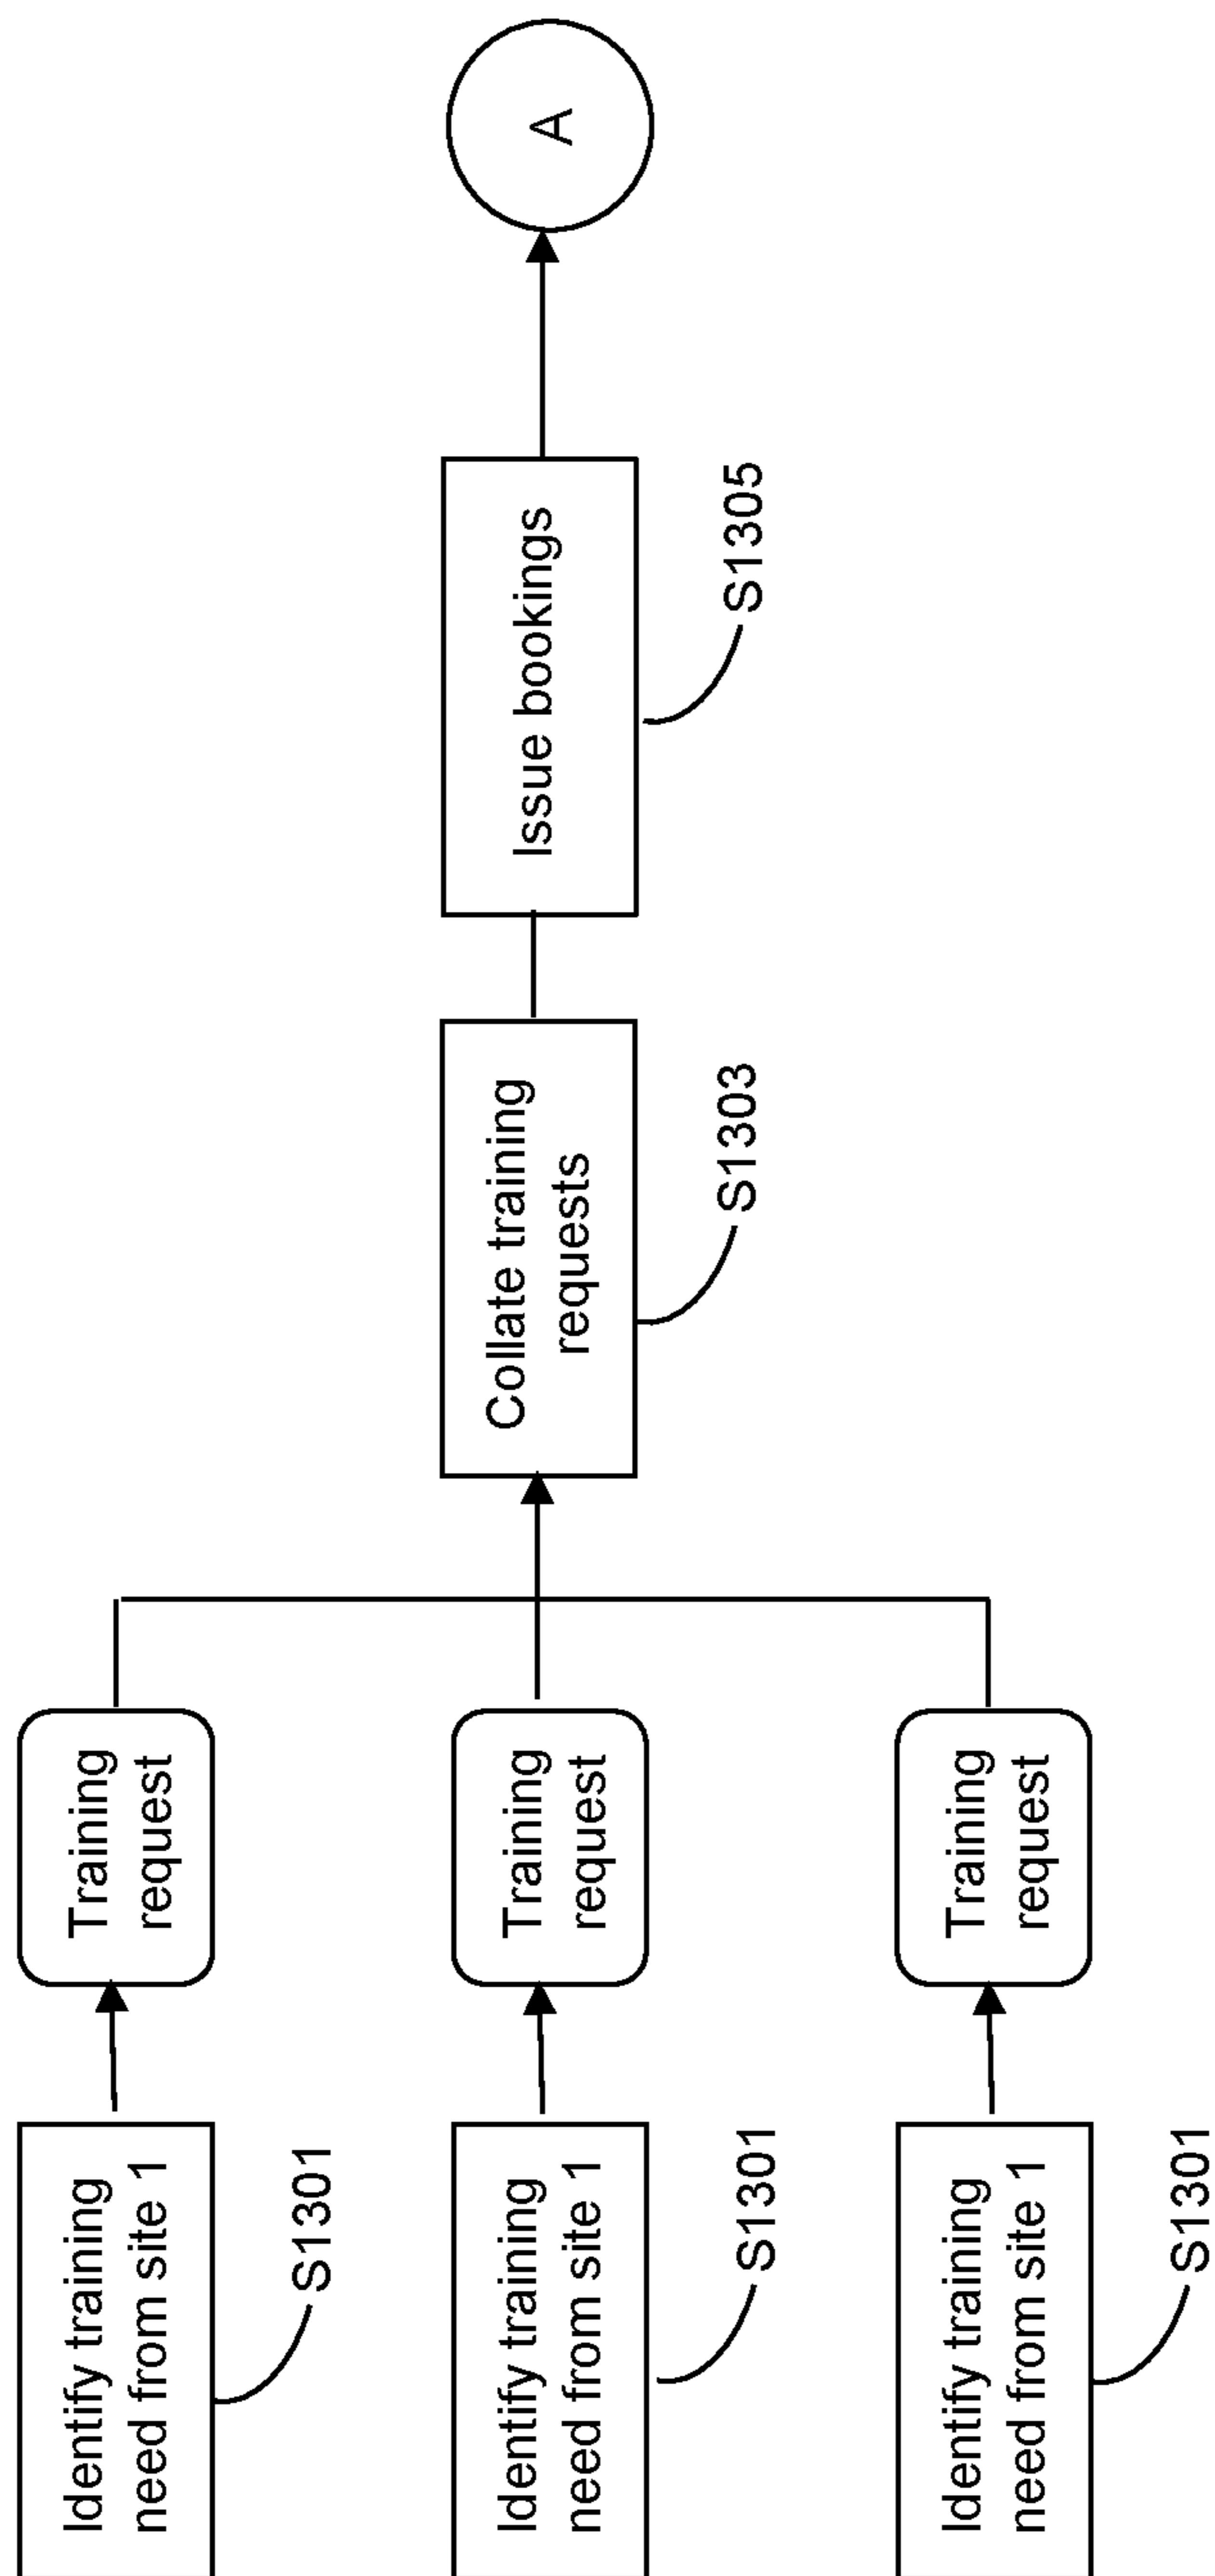 Identify training
need from site 1
S1301
Training
request
Identify training
need from site 1
S1301
Training
request
Identify training
need from site 1
S1301
Training
request
Collate training
requests
S1303
Issue bookings
S1305
A